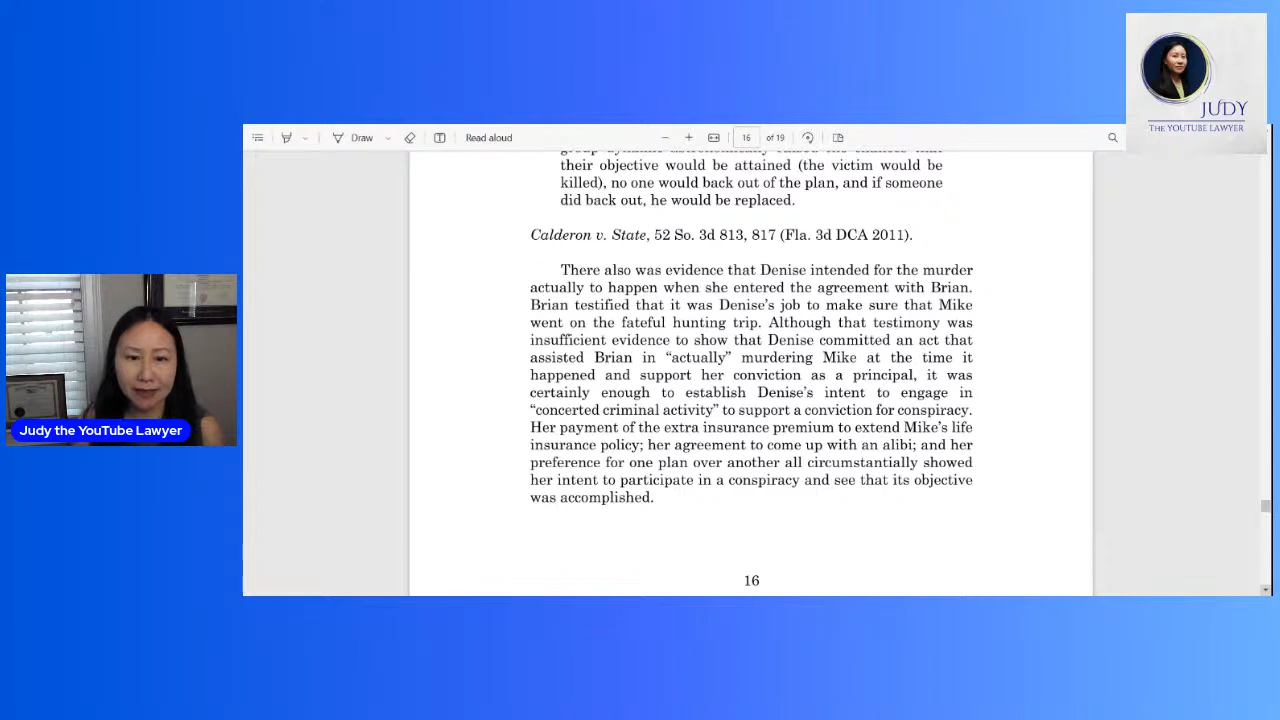 JUDY
THE YOUTUBE LAWYER
Draw
Read aloud
16 of 19
their objective would be attained (the victim would be
killed), no one would back out of the plan, and if someone
did back out, he would be replaced.
Calderon v. State, 52 So. 3d 813, 817 (Fla. 3d DCA 2011).
There also was evidence that Denise intended for the murder
actually to happen when she entered the agreement with Brian.
Brian testified that it was Denise's job to make sure that Mike
went on the fateful hunting trip. Although that testimony was
insufficient evidence to show that Denise committed an act that
assisted Brian in “actually” murdering Mike at the time it
happened and support her conviction as a principal, it was
certainly enough to establish Denise's intent to engage in
“concerted criminal activity” to support a conviction for conspiracy.
Her payment of the extra insurance premium to extend Mike's life
insurance policy; her agreement to come up with an alibi; and her
preference for one plan over another all circumstantially showed
her intent to participate in a conspiracy and see that its objective
was accomplished.
16
Judy the YouTube Lawyer